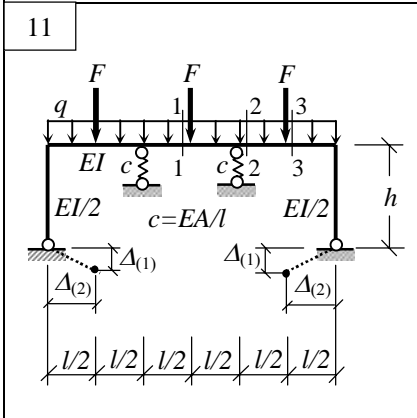 11
F F F
q 1 2 3
EI c 1 c 2 3
EI/2 c=EA/l EI/2 h
Δ(1) Δ(1)
Δ(2) Δ(2)
l/2 l/2 l/2 l/2 l/2 l/2